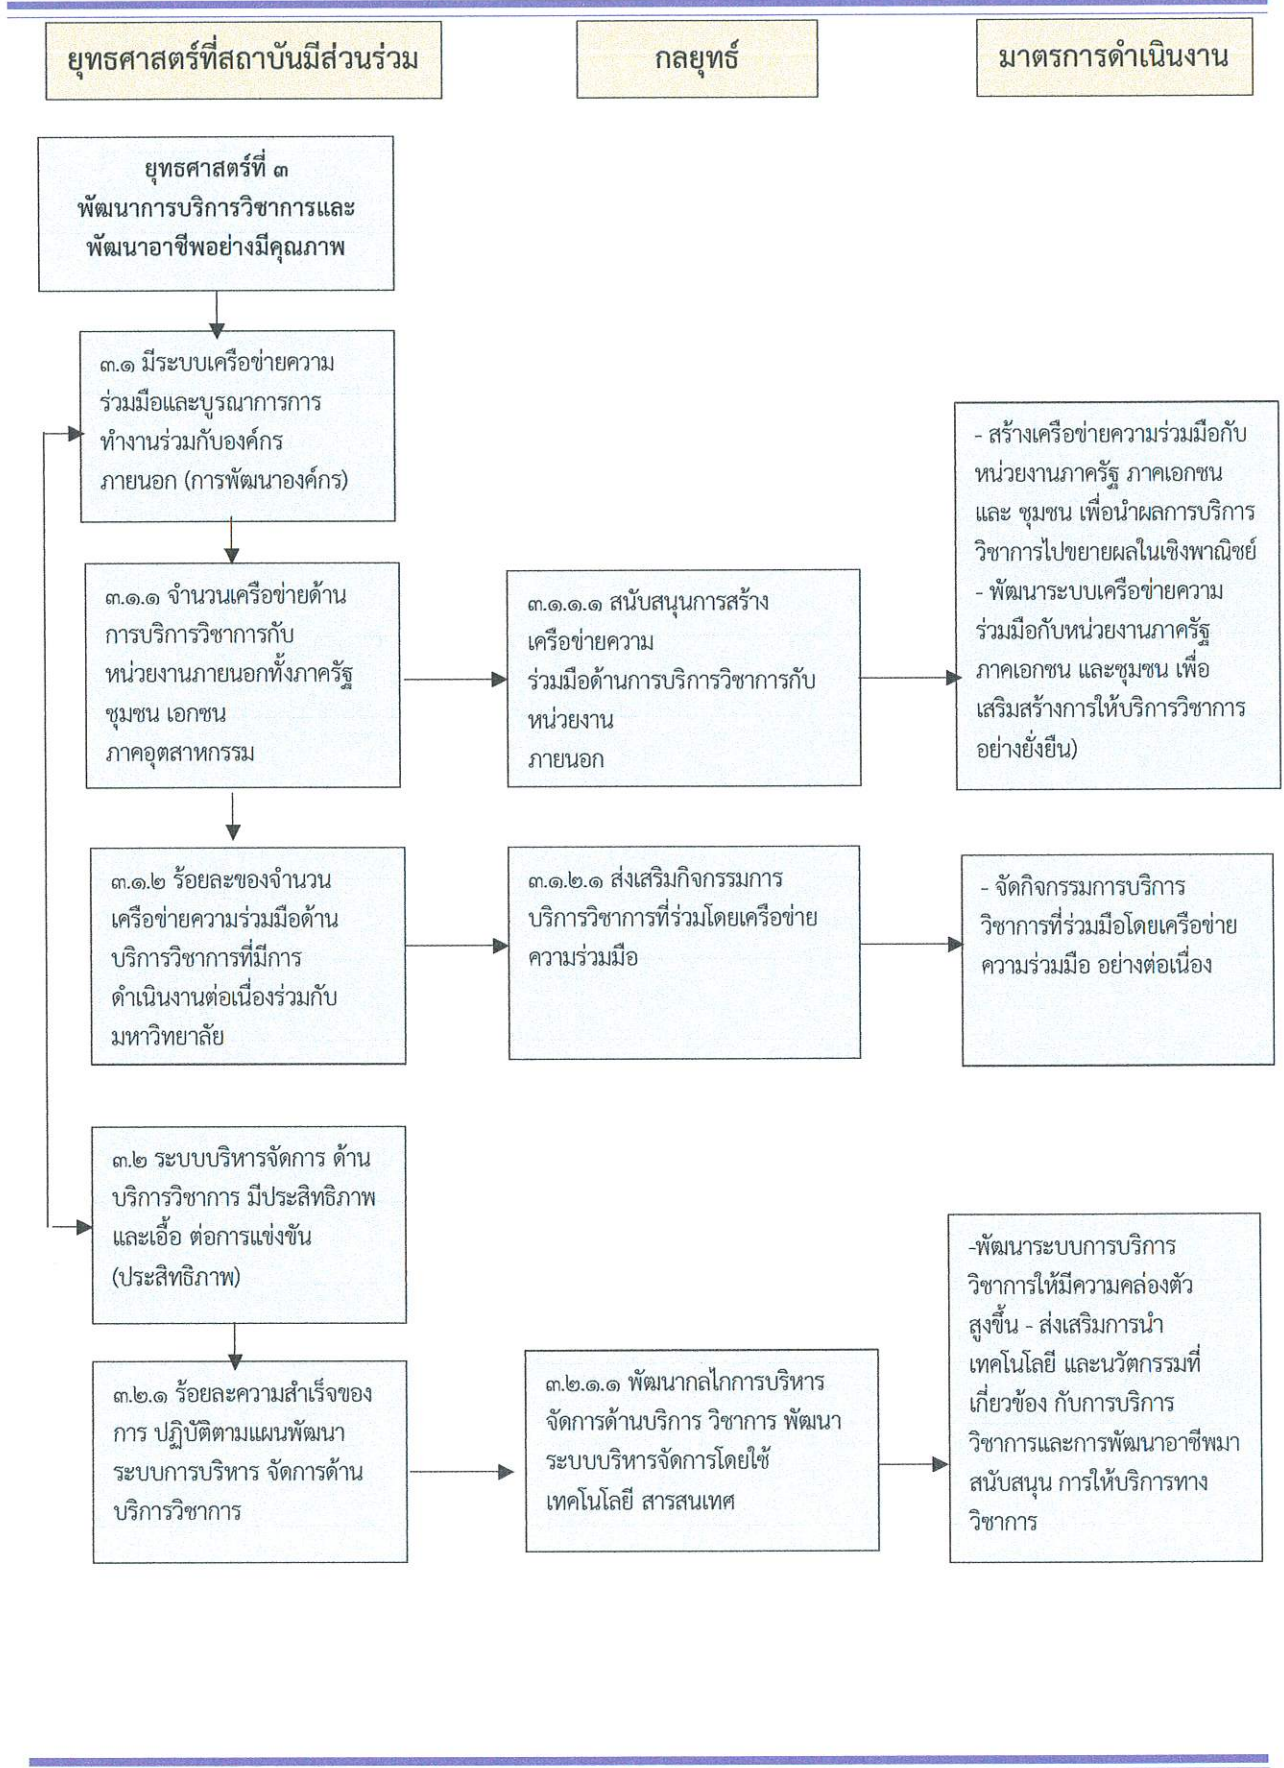 ยุทธศาสตร์ที่สถาบันมีส่วนร่วม
กลยุทธ์
มาตรการดำเนินงาน
ยุทธศาสตร์ที่ ๓
พัฒนาการบริการวิชาการและ
พัฒนาอาชีพอย่างมีคุณภาพ
๓.๑ มีระบบเครือข่ายความ
ร่วมมือและบูรณาการการ
ทำงานร่วมกับองค์กร
ภายนอก (การพัฒนาองค์กร)
๓.๑.๑ จำนวนเครือข่ายด้าน
การบริการวิชาการกับ
หน่วยงานภายนอกทั้งภาครัฐ
ชุมชน เอกชน
ภาคอุตสาหกรรม
๓.๑.๑.๑ สนับสนุนการสร้าง
เครือข่ายความ
ร่วมมือด้านการบริการวิชาการกับ
หน่วยงาน
ภายนอก
- สร้างเครือข่ายความร่วมมือกับ
หน่วยงานภาครัฐ ภาคเอกชน
และ ชุมชน เพื่อนำผลการบริการ
วิชาการไปขยายผลในเชิงพาณิชย์
- พัฒนาระบบเครือข่ายความ
ร่วมมือกับหน่วยงานภาครัฐ
ภาคเอกชน และชุมชน เพื่อ
เสริมสร้างการให้บริการวิชาการ
อย่างยั่งยืน)
๓.๑.๒ ร้อยละของจำนวน
เครือข่ายความร่วมมือด้าน
บริการวิชาการที่มีการ
ดำเนินงานต่อเนื่องร่วมกับ
มหาวิทยาลัย
๓.๑.๒.๑ ส่งเสริมกิจกรรมการ
บริการวิชาการที่ร่วมโดยเครือข่าย
ความร่วมมือ
- จัดกิจกรรมการบริการ
วิชาการที่ร่วมมือโดยเครือข่าย
ความร่วมมือ อย่างต่อเนื่อง
๓.๒ ระบบบริหารจัดการ ด้าน
บริการวิชาการ มีประสิทธิภาพ
และเอื้อ ต่อการแข่งขัน
(ประสิทธิภาพ)
๓.๒.๑ ร้อยละความสำเร็จของ
การ ปฏิบัติตามแผนพัฒนา
ระบบการบริหาร จัดการด้าน
บริการวิชาการ
๓.๒.๑.๑ พัฒนากลไกการบริหาร
จัดการด้านบริการ วิชาการ พัฒนา
ระบบบริหารจัดการโดยใช้
เทคโนโลยี สารสนเทศ
-พัฒนาระบบการบริการ
วิชาการให้มีความคล่องตัว
สูงขึ้น - ส่งเสริมการนำ
เทคโนโลยี และนวัตกรรมที่
เกี่ยวข้อง กับการบริการ
วิชาการและการพัฒนาอาชีพมา
สนับสนุน การให้บริการทาง
วิชาการ